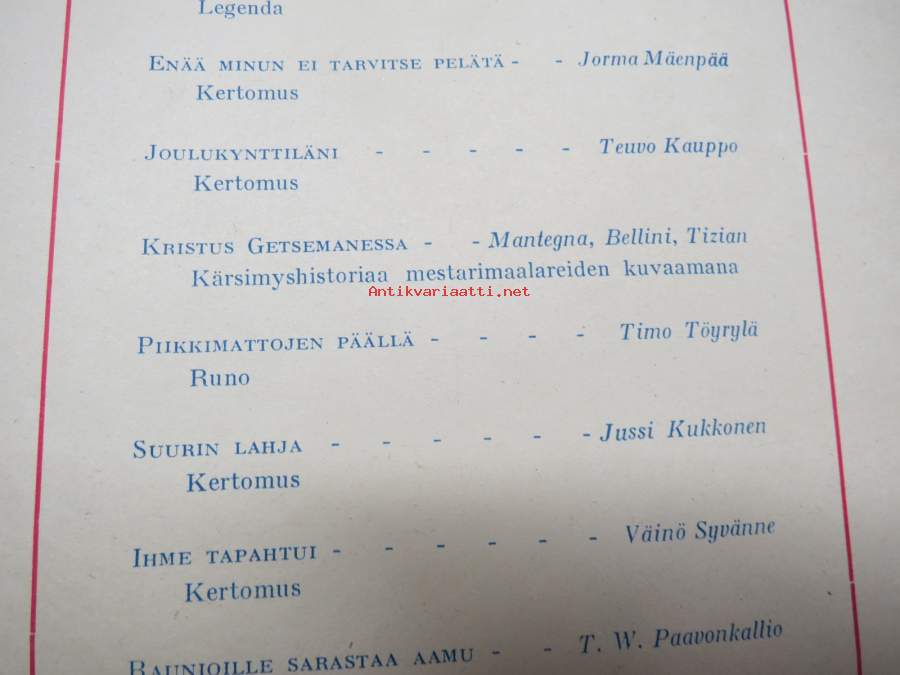 Legenda
ENÄÄ MINUN EI TARVITSE PELÄTÄ - - Jorma Mäenpää
Kertomus
JOULUKYNTTILÄNI - - - - - Teuvo Kauppo
Kertomus
KRISTUS GETSEMANESSA - - Mantegna, Bellini, Tizian
Kärsimyshistoriaa mestarimaalareiden kuvaamana
Antikvariaatti.net
PIIKKIMATTOJEN PÄÄLLÄ - - - - Timo Töyrylä
Runo
SUURIN LAHJA - - - - - - Jussi Kukkonen
Kertomus
IHME TAPAHTUI - - - - - - Väinö Syvänne
Kertomus
RAUNIOILLE SARASTAA AAMU - - T. W. Paavonkallio